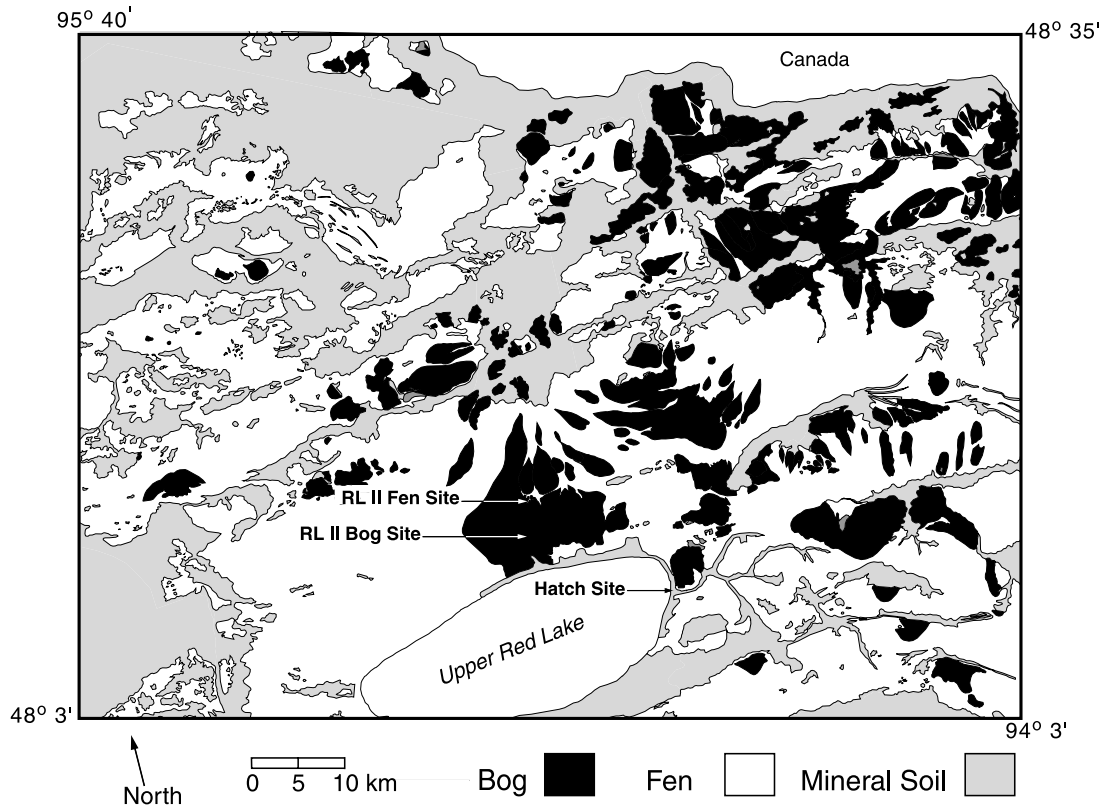 95° 40'
48° 35'
Canada
RL II Fen Site
RL II Bog Site
Hatch Site
Upper Red Lake
48° 3'
94° 3'
North
0 5 10 km
Bog
Fen
Mineral Soil